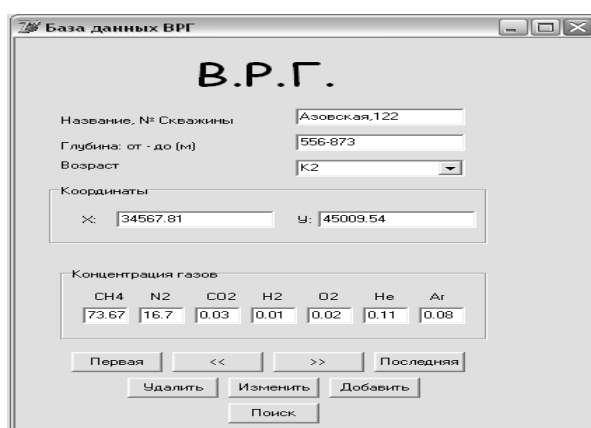 База данных ВРГ
В.Р.Г.
Название, № Скважины Азовская,122
Глубина: от - до (м) 556-873
Возраст K2
Координаты
X: 34567.81 У: 45009.54
Концентрация газов
CH4 N2 CO2 H2 O2 He Ar
73.67 16.7 0.03 0.01 0.02 0.11 0.08
Первая << >> Последняя
Удалить Изменить Добавить
Поиск